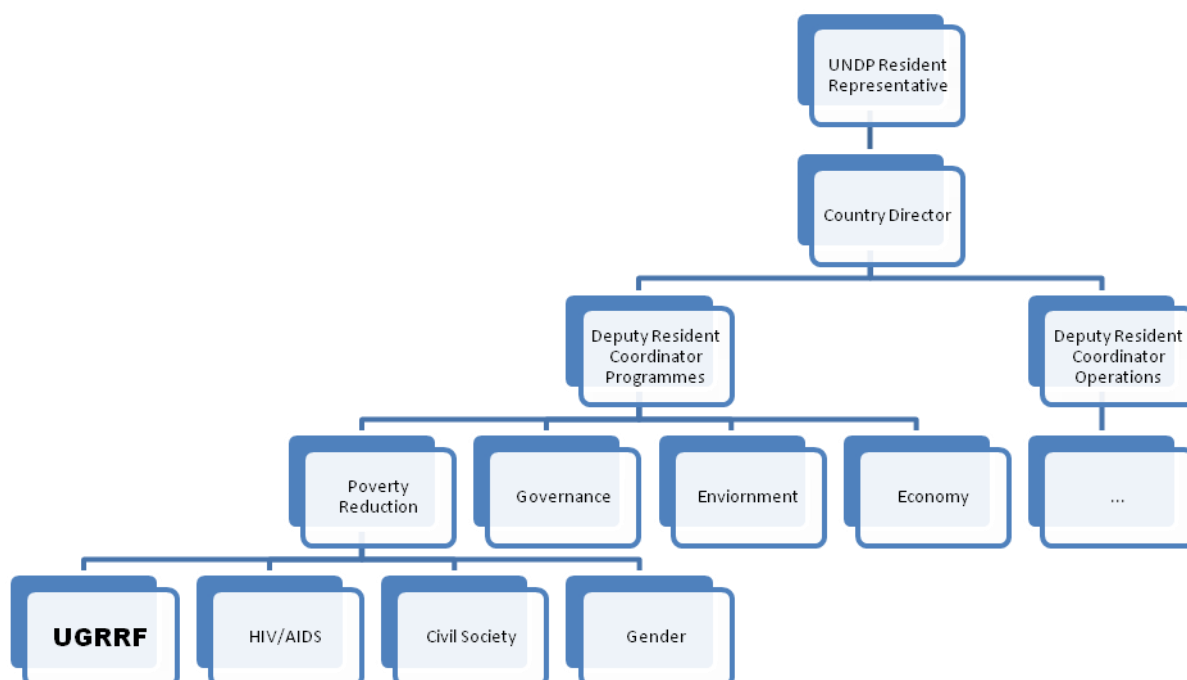 UNDP Resident
Representative
Country Director
Deputy Resident
Coordinator
Programmes
Deputy Resident
Coordinator
Operations
Poverty
Reduction
Governance
Enviornment
Economy
...
UGRRF
HIV/AIDS
Civil Society
Gender